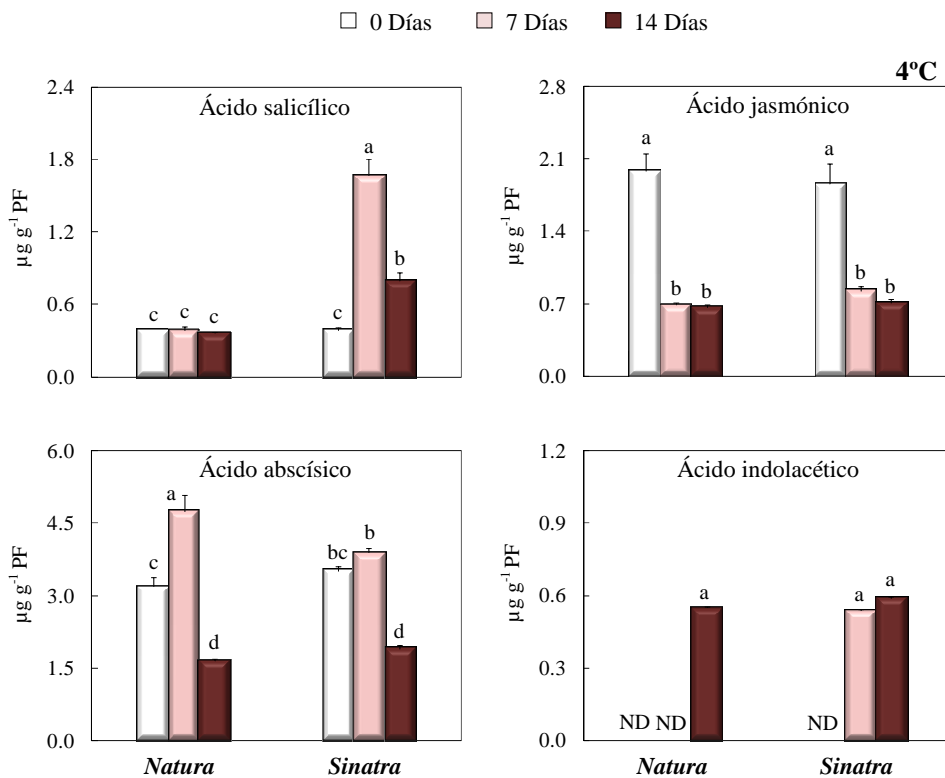 0 Días 7 Días 14 Días
4ºC
Ácido salicílico
µg g⁻¹ PF
2.4
1.8
1.2
0.6
0.0
c c c c a b
Ácido jasmónico
µg g⁻¹ PF
2.8
2.1
1.4
0.7
0.0
a b b a b b
Ácido abscísico
µg g⁻¹ PF
6.0
4.5
3.0
1.5
0.0
c a d bc b d
Natura Sinatra
Ácido indolacético
µg g⁻¹ PF
1.2
0.9
0.6
0.3
0.0
ND ND a ND a a
Natura Sinatra